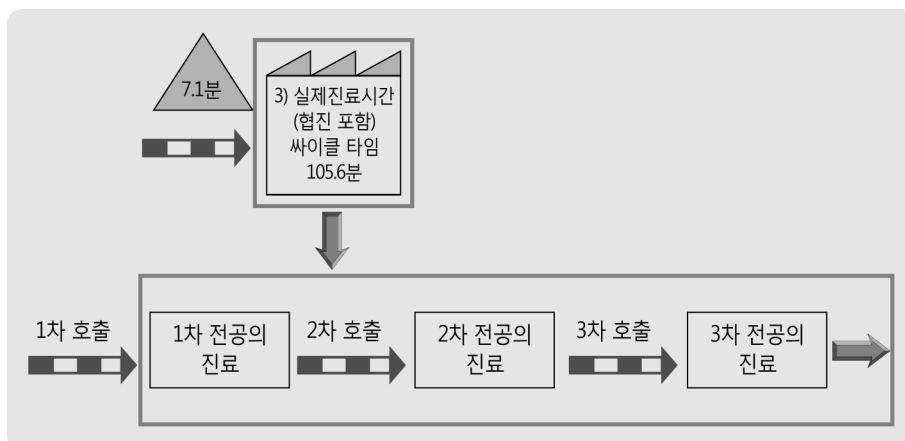 7.1분
3) 실제진료시간
(협진 포함)
싸이클 타임
105.6분
1차 호출
1차 전공의
진료
2차 호출
2차 전공의
진료
3차 호출
3차 전공의
진료